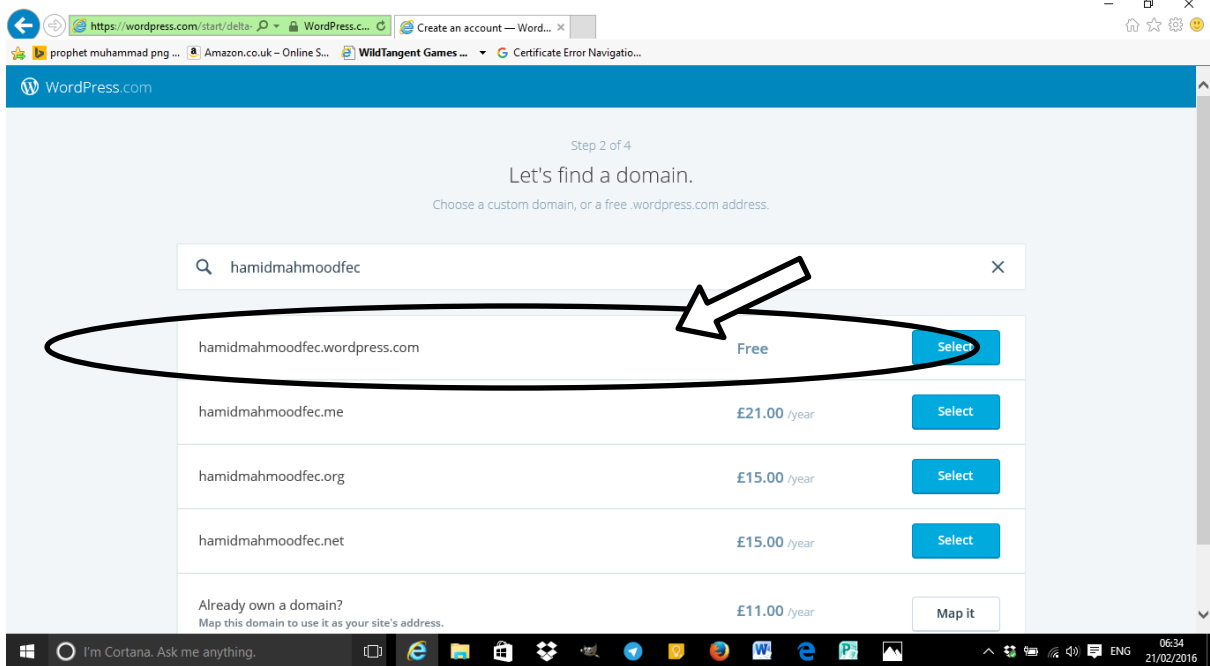 https://wordpress.com/start/delta- WordPress.c... Create an account — Word...
prophet muhammad png ... Amazon.co.uk – Online S... WildTangent Games ... Certificate Error Navigatio...
WordPress.com
Step 2 of 4
Let's find a domain.
Choose a custom domain, or a free .wordpress.com address.
hamidmahmoodfec
hamidmahmoodfec.wordpress.com Free Select
hamidmahmoodfec.me £21.00 /year Select
hamidmahmoodfec.org £15.00 /year Select
hamidmahmoodfec.net £15.00 /year Select
Already own a domain?
Map this domain to use it as your site's address.
£11.00 /year Map it
I'm Cortana. Ask me anything. ENG 06:34
21/02/2016